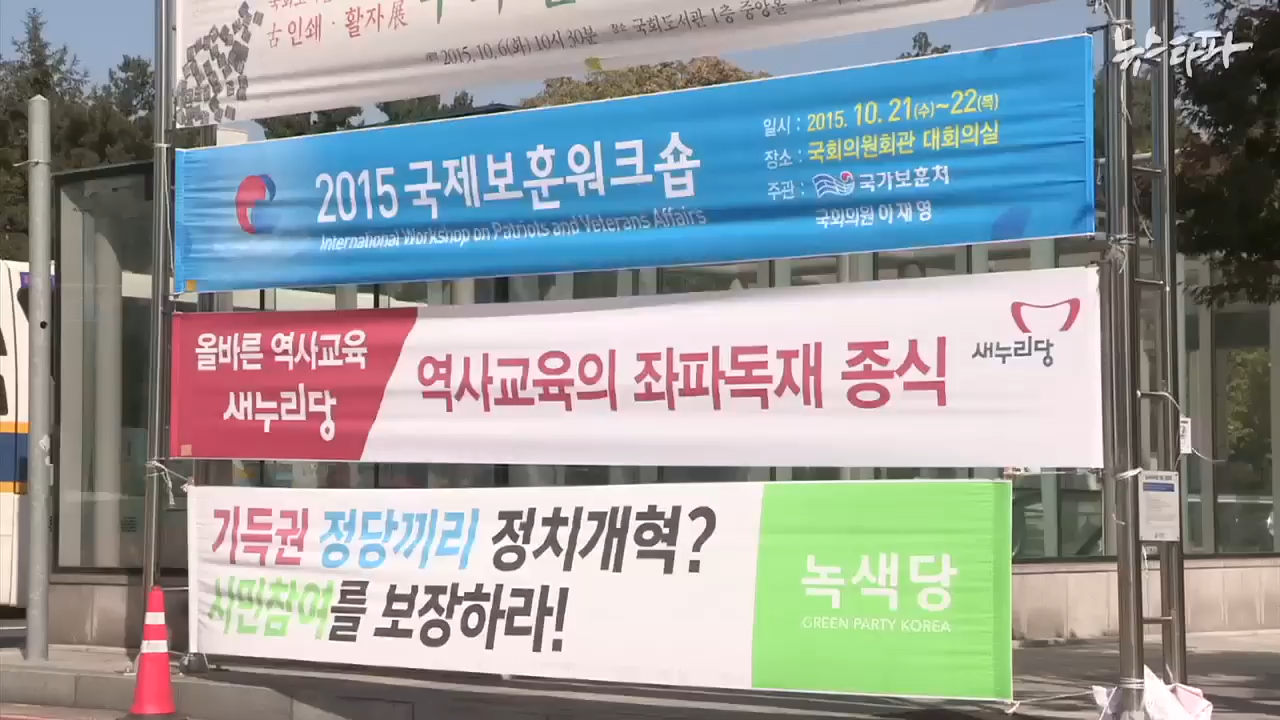 뉴스타파
古 인쇄 · 활자 展
2015. 10. 6(화) 10시 30분
국회도서관 1층 중앙홀
2015 국제보훈워크숍
International Workshop on Patriots and Veterans Affairs
일시 : 2015. 10. 21(수)~22(목)
장소 : 국회의원회관 대회의실
주관 : 국가보훈처
국회의원 이재영
올바른 역사교육
새누리당
역사교육의 좌파독재 종식
새누리당
기득권 정당끼리 정치개혁?
시민참여를 보장하라!
녹색당
GREEN PARTY KOREA